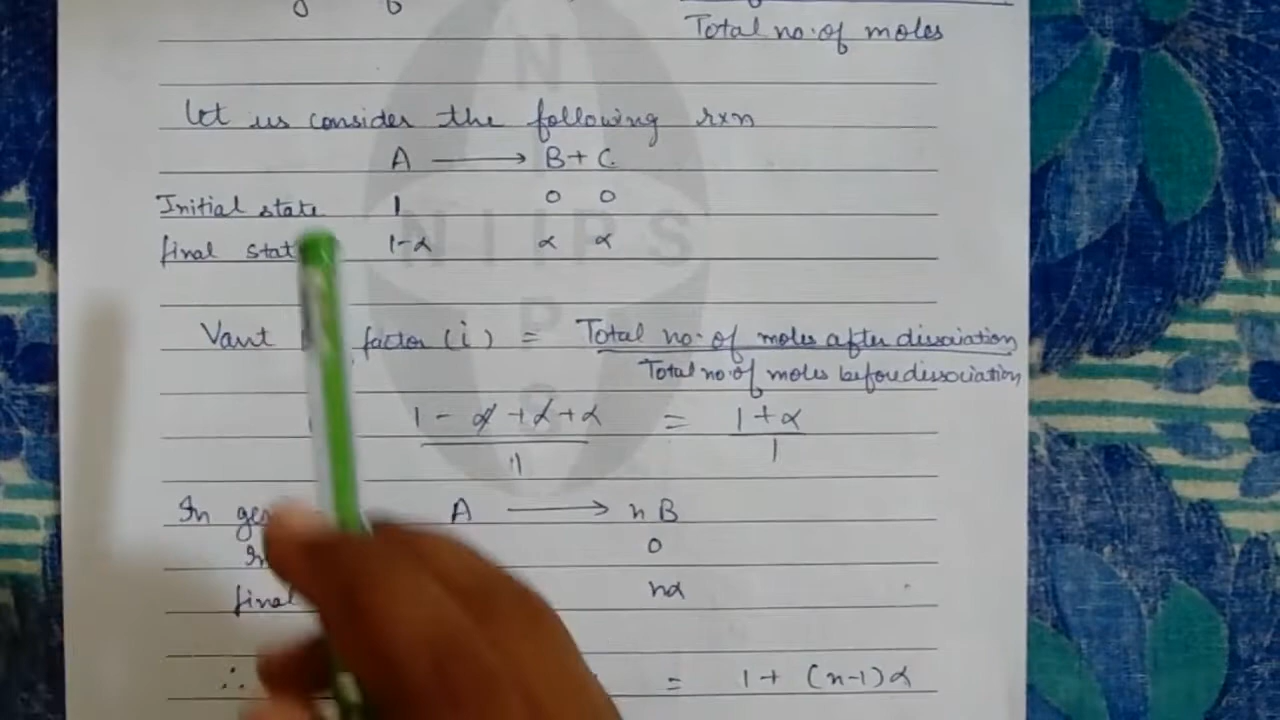 Total no. of moles
Let us consider the following rxn
A ⟶ B + C
Initial state 1 0 0
final 1-α α α
Vant factor (i) = Total no. of moles after dissociation
Total no. of moles before dissociation
1 - α + α + α = 1 + α
1 1
In A ⟶ n B
0
final nα
∴ = 1 + (n-1)α
NIIPS